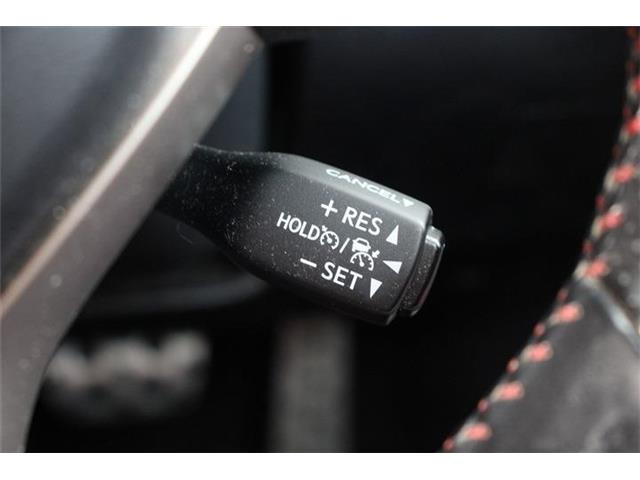 CANCEL▼
+ RES ▲
HOLD / ◀
− SET ▼